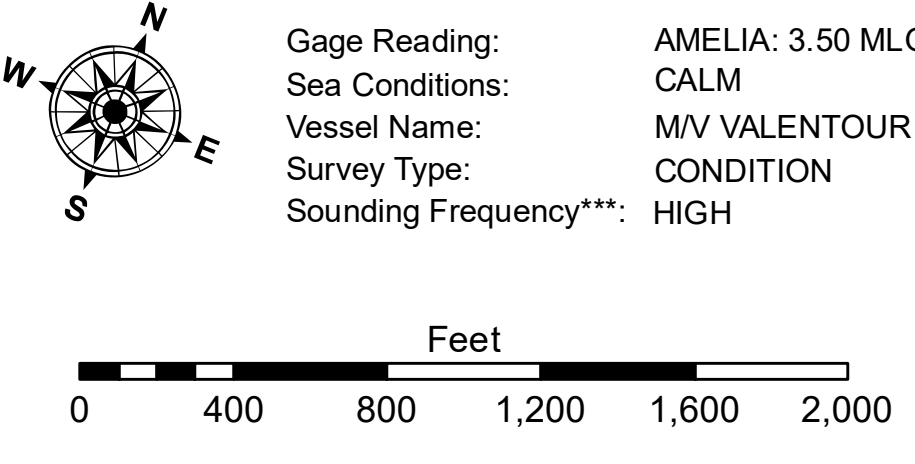 N
W
E
S
Gage Reading: AMELIA: 3.50
Sea Conditions: CALM
Vessel Name: M/V VALENTOUR
Survey Type: CONDITION
Sounding Frequency***: HIGH
Feet
0 400 800 1,200 1,600 2,000